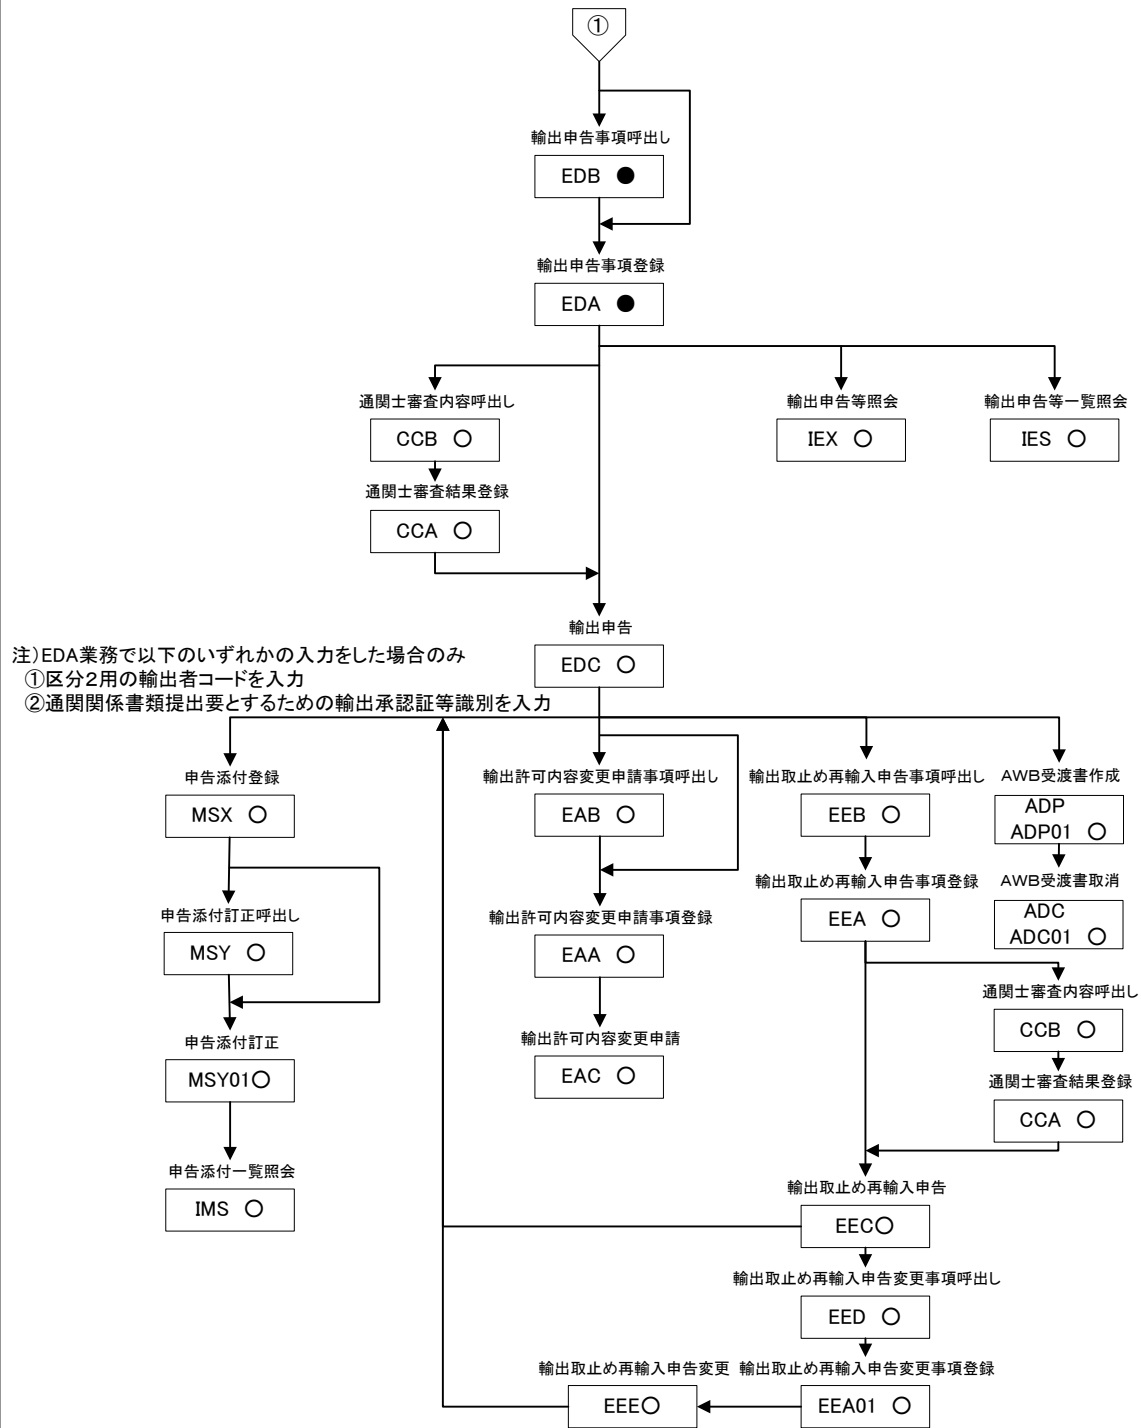 ①
輸出申告事項呼出し
EDB ●
輸出申告事項登録
EDA ●
通関士審査内容呼出し
CCB ○
通関士審査結果登録
CCA ○
輸出申告等照会
IEX ○
輸出申告等一覧照会
IES ○
輸出申告
EDC ○
注)EDA業務で以下のいずれかの入力をした場合のみ
①区分2用の輸出者コードを入力
②通関関係書類提出要とするための輸出承認証等識別を入力
申告添付登録
MSX ○
申告添付訂正呼出し
MSY ○
申告添付訂正
MSY01○
申告添付一覧照会
IMS ○
輸出許可内容変更申請事項呼出し
EAB ○
輸出許可内容変更申請事項登録
EAA ○
輸出許可内容変更申請
EAC ○
輸出取止め再輸入申告事項呼出し
EEB ○
輸出取止め再輸入申告事項登録
EEA ○
AWB受渡書作成
ADP
ADP01 ○
AWB受渡書取消
ADC
ADC01 ○
通関士審査内容呼出し
CCB ○
通関士審査結果登録
CCA ○
輸出取止め再輸入申告
EEC○
輸出取止め再輸入申告変更事項呼出し
EED ○
輸出取止め再輸入申告変更事項登録
EEA01 ○
輸出取止め再輸入申告変更
EEE○